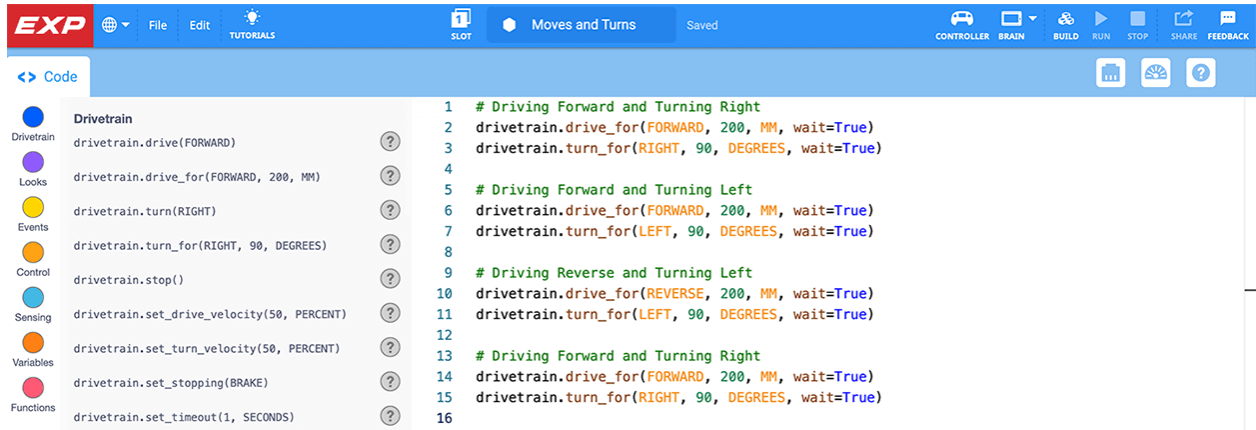 EXP
File
Edit
TUTORIALS
1
SLOT
Moves and Turns
Saved
CONTROLLER
BRAIN
BUILD
RUN
STOP
SHARE
FEEDBACK
<> Code
?
Drivetrain
Looks
Events
Control
Sensing
Variables
Functions
Drivetrain
drivetrain.drive(FORWARD) ?
drivetrain.drive_for(FORWARD, 200, MM) ?
drivetrain.turn(RIGHT) ?
drivetrain.turn_for(RIGHT, 90, DEGREES) ?
drivetrain.stop() ?
drivetrain.set_drive_velocity(50, PERCENT) ?
drivetrain.set_turn_velocity(50, PERCENT) ?
drivetrain.set_stopping(BRAKE) ?
drivetrain.set_timeout(1, SECONDS) ?
1 # Driving Forward and Turning Right
2 drivetrain.drive_for(FORWARD, 200, MM, wait=True)
3 drivetrain.turn_for(RIGHT, 90, DEGREES, wait=True)
4
5 # Driving Forward and Turning Left
6 drivetrain.drive_for(FORWARD, 200, MM, wait=True)
7 drivetrain.turn_for(LEFT, 90, DEGREES, wait=True)
8
9 # Driving Reverse and Turning Left
10 drivetrain.drive_for(REVERSE, 200, MM, wait=True)
11 drivetrain.turn_for(LEFT, 90, DEGREES, wait=True)
12
13 # Driving Forward and Turning Right
14 drivetrain.drive_for(FORWARD, 200, MM, wait=True)
15 drivetrain.turn_for(RIGHT, 90, DEGREES, wait=True)
16